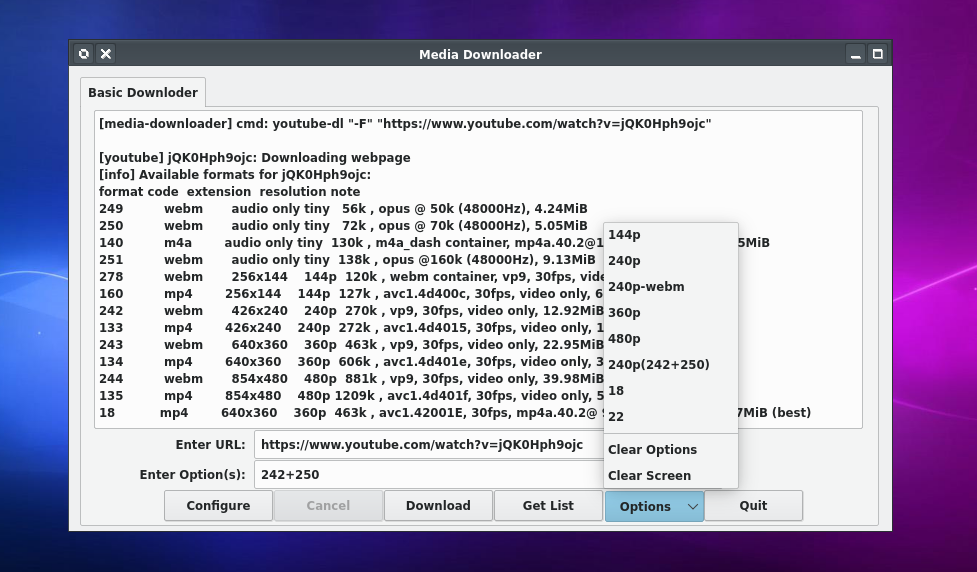 Media Downloader
Basic Downloder
[media-downloader] cmd: youtube-dl "-F" "https://www.youtube.com/watch?v=jQK0Hph9ojc"
[youtube] jQK0Hph9ojc: Downloading webpage
[info] Available formats for jQK0Hph9ojc:
format code extension resolution note
249 webm audio only tiny 56k , opus @ 50k (48000Hz), 4.24MiB
250 webm audio only tiny 72k , opus @ 70k (48000Hz), 5.05MiB
140 m4a audio only tiny 130k , m4a_dash container, mp4a.40.2@1 5MiB
251 webm audio only tiny 138k , opus @160k (48000Hz), 9.13MiB
278 webm 256x144 144p 120k , webm container, vp9, 30fps,
160 mp4 256x144 144p 127k , avc1.4d400c, 30fps, video only, 6
242 webm 426x240 240p 270k , vp9, 30fps, video only, 12.92MiB
133 mp4 426x240 240p 272k , avc1.4d4015, 30fps, video only, 1
243 webm 640x360 360p 463k , vp9, 30fps, video only, 22.95MiB
134 mp4 640x360 360p 606k , avc1.4d401e, 30fps, video only, 3
244 webm 854x480 480p 881k , vp9, 30fps, video only, 39.98MiB
135 mp4 854x480 480p 1209k , avc1.4d401f, 30fps, video only, 5
18 mp4 640x360 360p 463k , avc1.42001E, 30fps, mp4a.40.2@ 7MiB (best)
144p
240p
240p-webm
360p
480p
240p(242+250)
18
22
Clear Options
Clear Screen
Enter URL: https://www.youtube.com/watch?v=jQK0Hph9ojc
Enter Option(s): 242+250
Configure Cancel Download Get List Options Quit